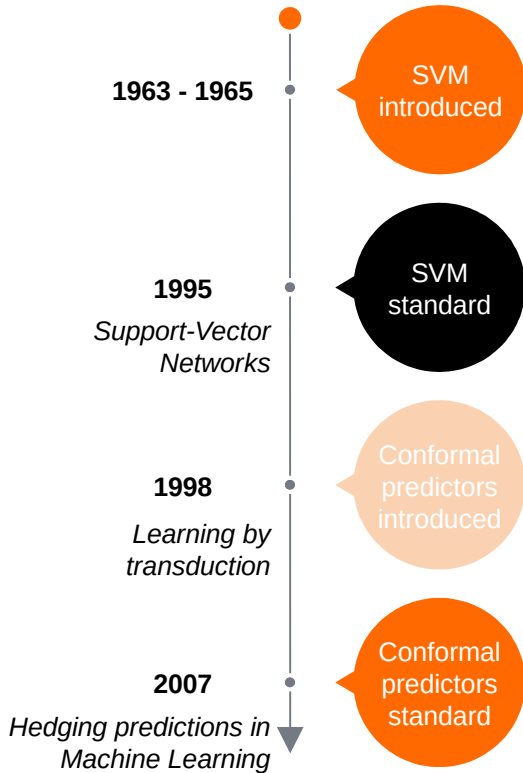 1963 - 1965
SVM
introduced
1995
Support-Vector
Networks
SVM
standard
1998
Learning by
transduction
Conformal
predictors
introduced
2007
Hedging predictions in
Machine Learning
Conformal
predictors
standard